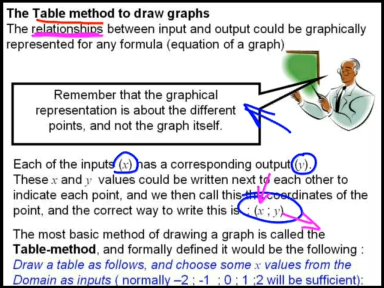 The Table method to draw graphs
The relationships between input and output could be graphically
represented for any formula (equation of a graph)
Remember that the graphical
representation is about the different
points, and not the graph itself.
Each of the inputs (x) has a corresponding output (y).
These x and y values could be written next to each other to
indicate each point, and we then call this the coordinates of the
point, and the correct way to write this is : (x ; y)
The most basic method of drawing a graph is called the
Table-method, and formally defined it would be the following :
Draw a table as follows, and choose some x values from the
Domain as inputs ( normally –2 ; -1 ; 0 ; 1 ;2 will be sufficient):